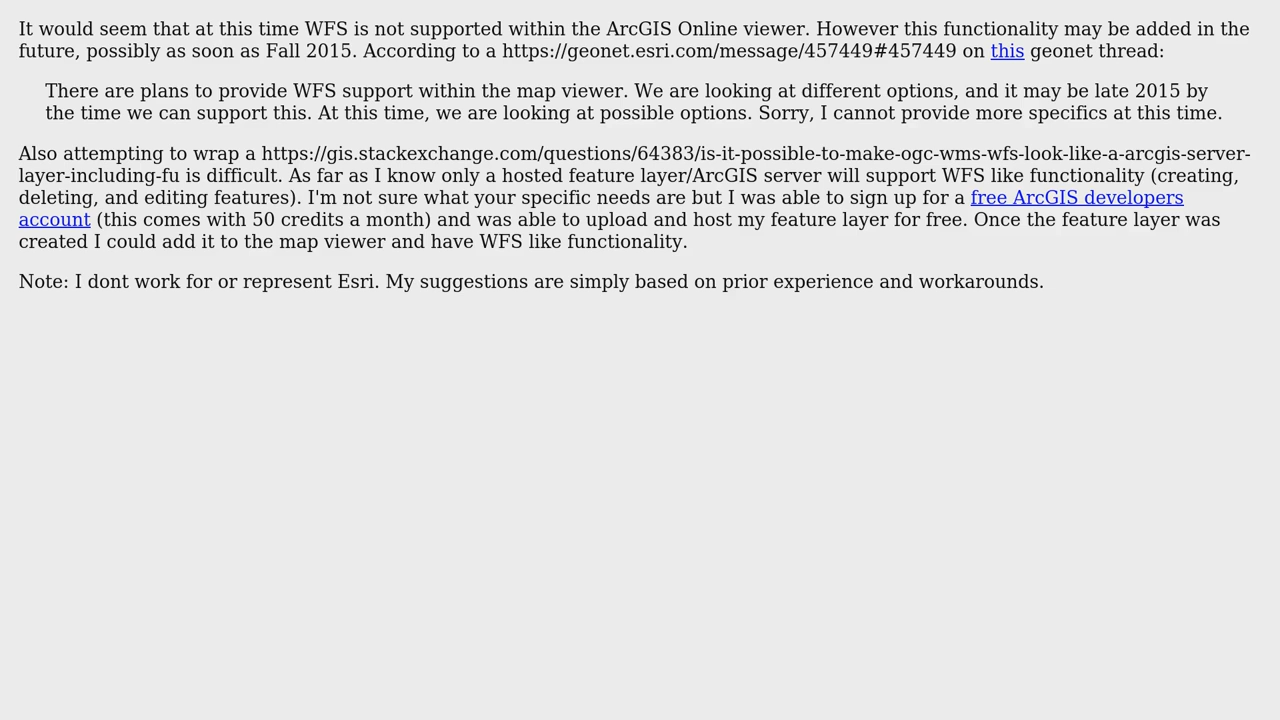 It would seem that at this time WFS is not supported within the ArcGIS Online viewer. However this functionality may be added in the
future, possibly as soon as Fall 2015. According to a https://geonet.esri.com/message/457449#457449 on this geonet thread:
There are plans to provide WFS support within the map viewer. We are looking at different options, and it may be late 2015 by
the time we can support this. At this time, we are looking at possible options. Sorry, I cannot provide more specifics at this time.
Also attempting to wrap a https://gis.stackexchange.com/questions/64383/is-it-possible-to-make-ogc-wms-wfs-look-like-a-arcgis-server-
layer-including-fu is difficult. As far as I know only a hosted feature layer/ArcGIS server will support WFS like functionality (creating,
deleting, and editing features). I'm not sure what your specific needs are but I was able to sign up for a free ArcGIS developers
account (this comes with 50 credits a month) and was able to upload and host my feature layer for free. Once the feature layer was
created I could add it to the map viewer and have WFS like functionality.
Note: I dont work for or represent Esri. My suggestions are simply based on prior experience and workarounds.